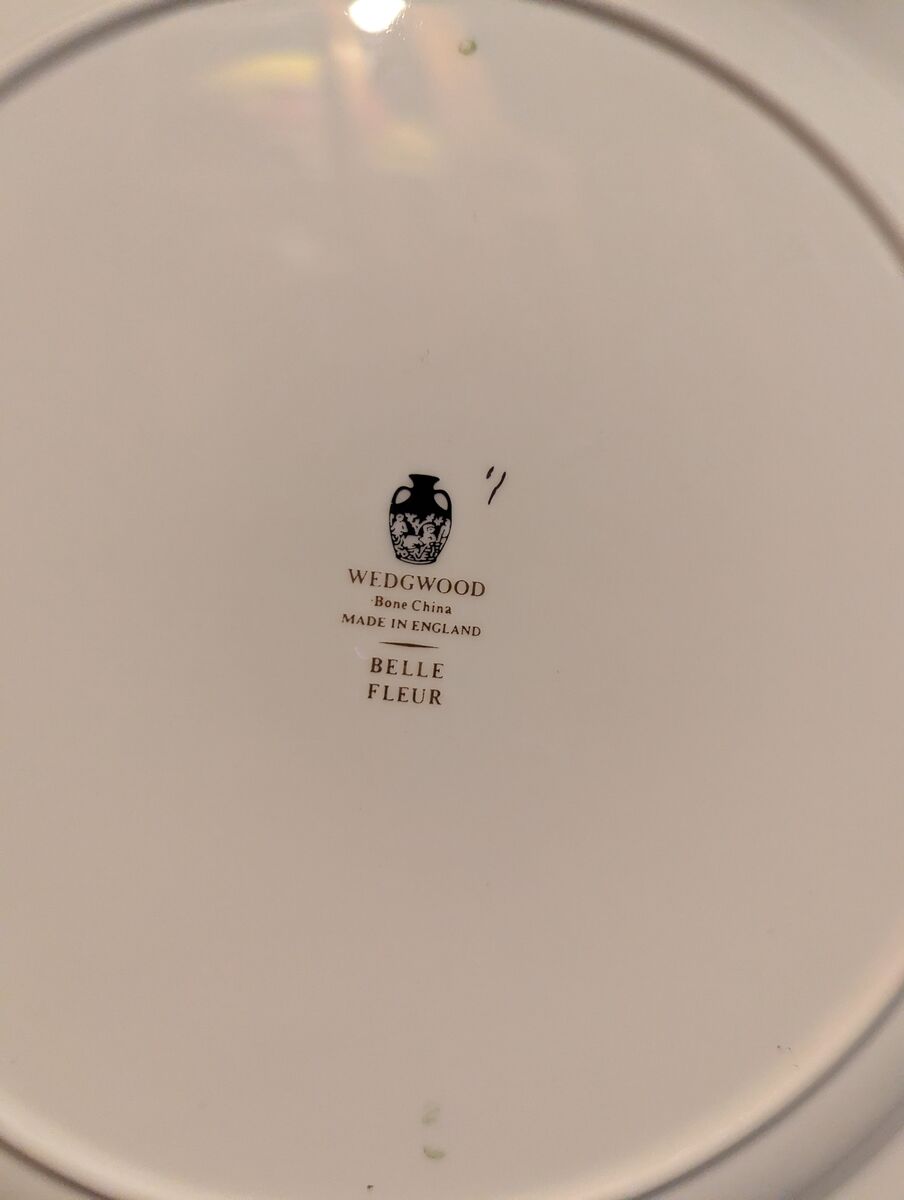 WEDGWOOD
Bone China
MADE IN ENGLAND
BELLE
FLEUR